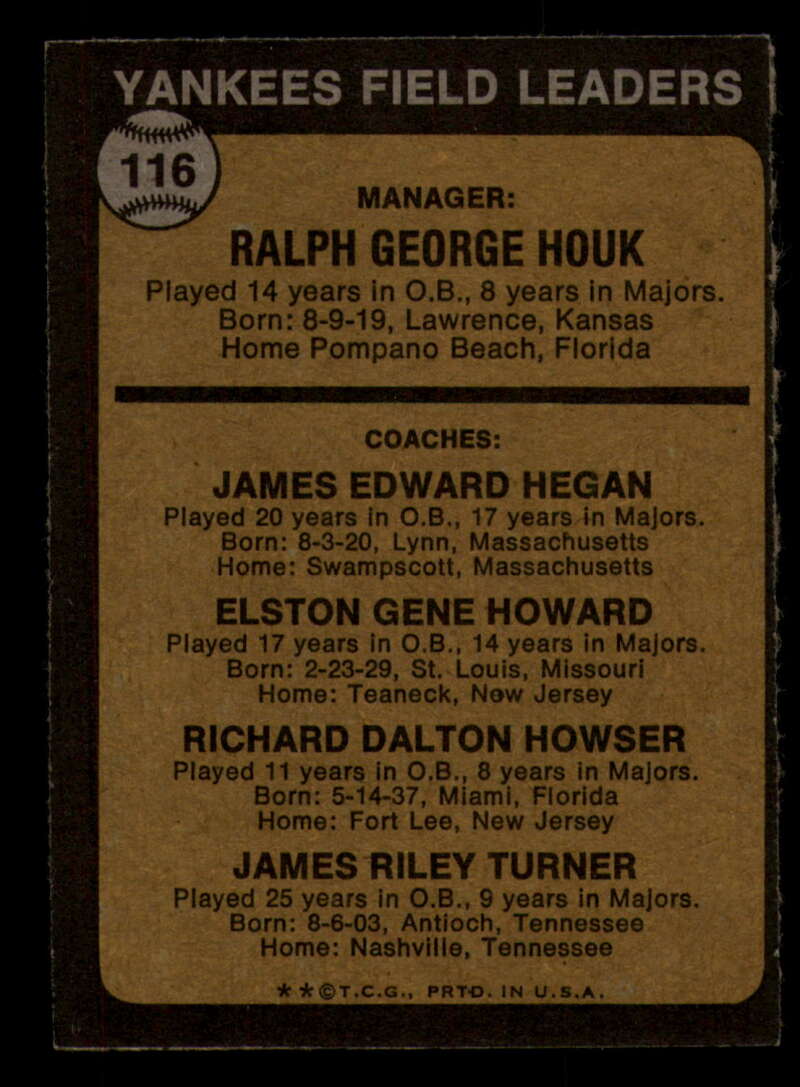 YANKEES FIELD LEADERS
116
MANAGER:
RALPH GEORGE HOUK
Played 14 years in O.B., 8 years in Majors.
Born: 8-9-19, Lawrence, Kansas
Home Pompano Beach, Florida
COACHES:
JAMES EDWARD HEGAN
Played 20 years in O.B., 17 years in Majors.
Born: 8-3-20, Lynn, Massachusetts
Home: Swampscott, Massachusetts
ELSTON GENE HOWARD
Played 17 years in O.B., 14 years in Majors.
Born: 2-23-29, St. Louis, Missouri
Home: Teaneck, New Jersey
RICHARD DALTON HOWSER
Played 11 years in O.B., 8 years in Majors.
Born: 5-14-37, Miami, Florida
Home: Fort Lee, New Jersey
JAMES RILEY TURNER
Played 25 years in O.B., 9 years in Majors.
Born: 8-6-03, Antioch, Tennessee
Home: Nashville, Tennessee
**©T.C.G., PRTD. IN U.S.A.